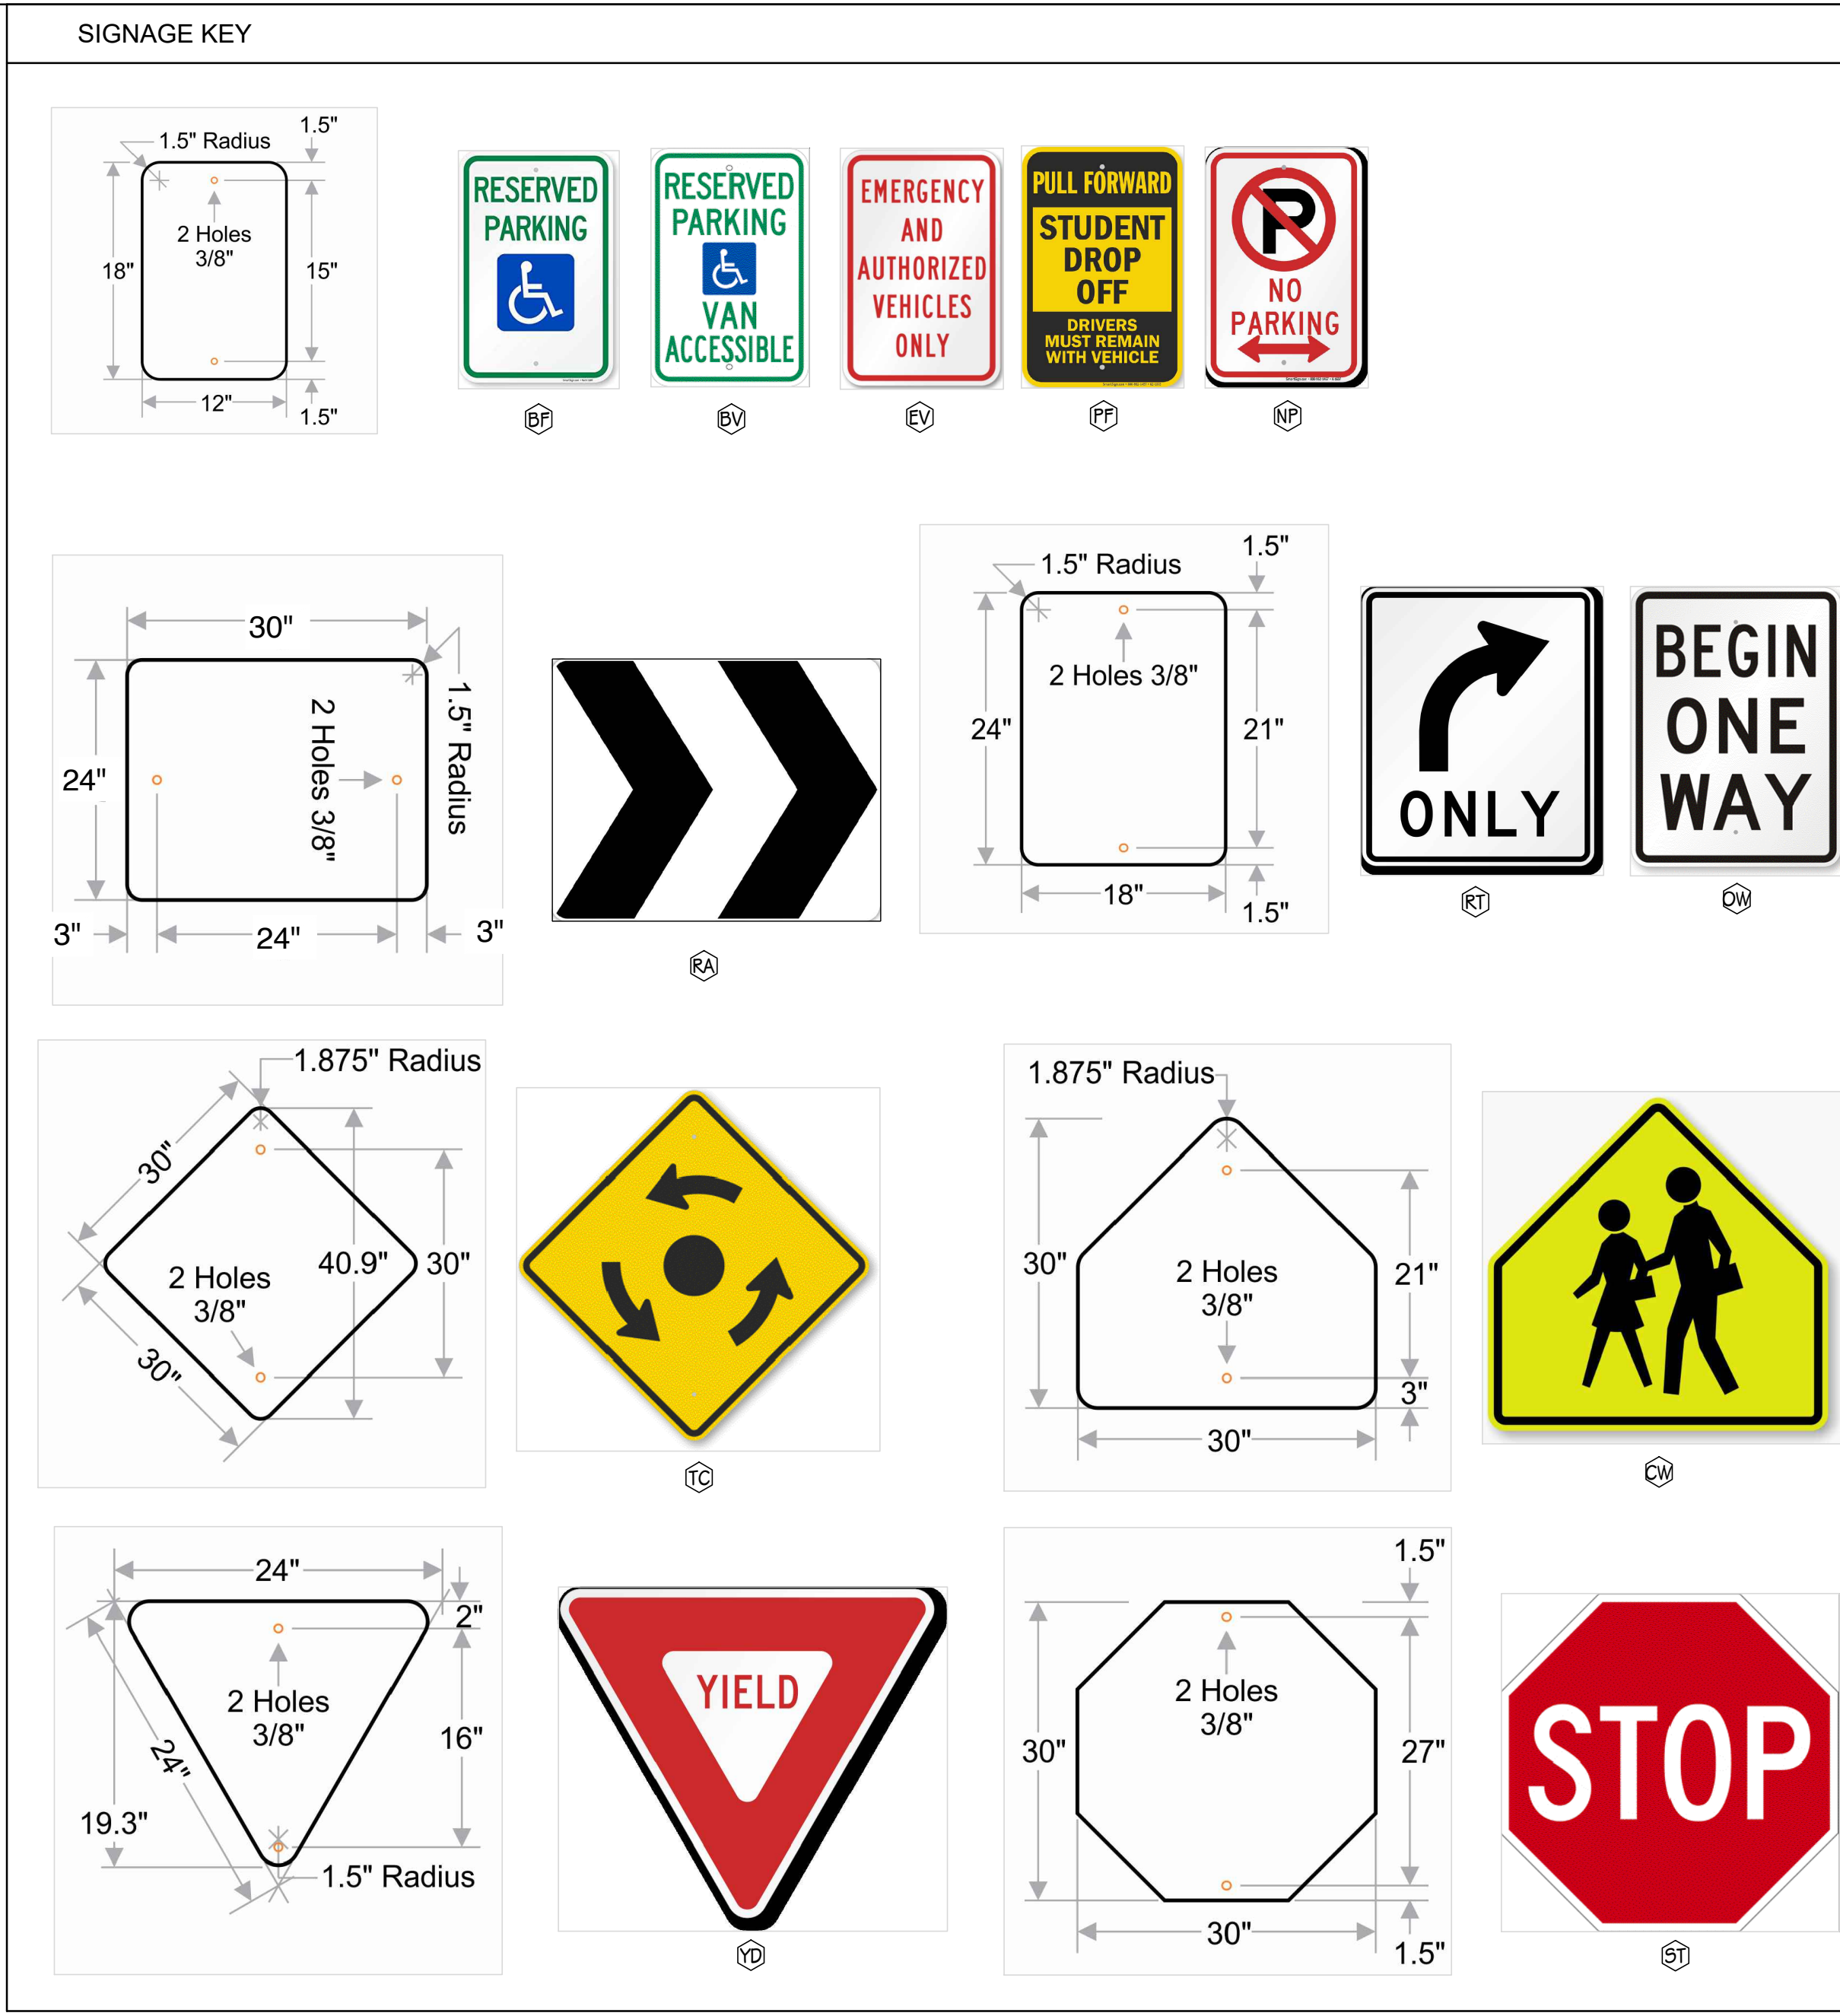 SIGNAGE KEY
1.5" Radius
1.5"
2 Holes
3/8"
18"
15"
12"
1.5"
RESERVED
PARKING
BF
RESERVED
PARKING
VAN
ACCESSIBLE
BV
EMERGENCY
AND
AUTHORIZED
VEHICLES
ONLY
EV
PULL FORWARD
STUDENT
DROP
OFF
DRIVERS
MUST REMAIN
WITH VEHICLE
PF
P
NO
PARKING
NP
30"
1.5" Radius
2 Holes 3/8"
24"
3"
24"
3"
RA
1.5" Radius
1.5"
2 Holes 3/8"
24"
21"
18"
1.5"
ONLY
RT
BEGIN
ONE
WAY
OW
1.875" Radius
30"
40.9"
30"
2 Holes
3/8"
30"
TC
1.875" Radius
30"
2 Holes
3/8"
21"
3"
30"
CW
24"
2"
2 Holes
3/8"
16"
24"
19.3"
1.5" Radius
YIELD
YD
1.5"
2 Holes
3/8"
30"
27"
30"
1.5"
STOP
ST